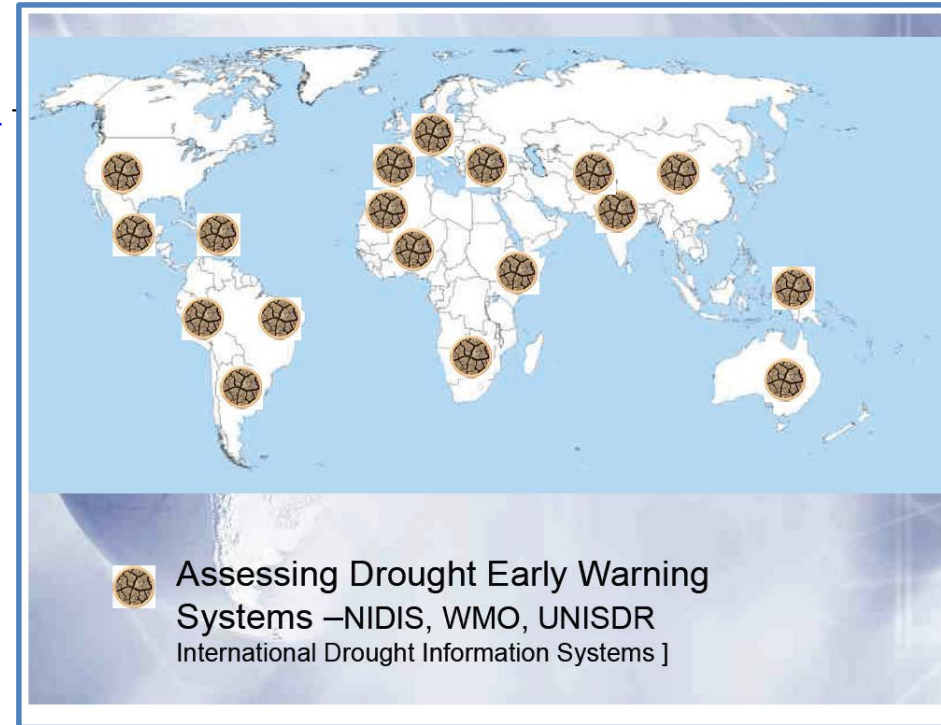 Assessing Drought Early Warning
Systems –NIDIS, WMO, UNISDR
International Drought Information Systems ]